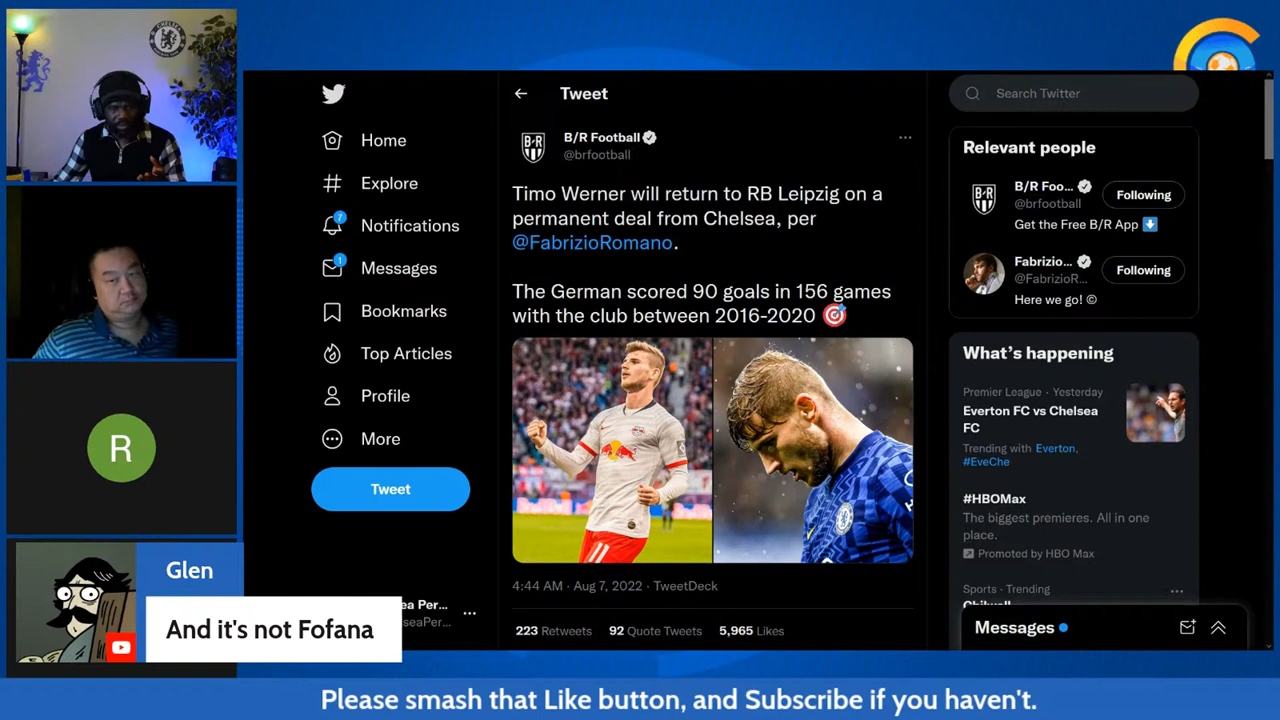 Home
Explore
7
Notifications
1
Messages
Bookmarks
Top Articles
Profile
More
Tweet
ea Per...
seaPer...
Tweet
B/R Football
@brfootball
Timo Werner will return to RB Leipzig on a
permanent deal from Chelsea, per
@FabrizioRomano.
The German scored 90 goals in 156 games
with the club between 2016-2020
4:44 AM · Aug 7, 2022 · TweetDeck
223 Retweets 92 Quote Tweets 5,965 Likes
Search Twitter
Relevant people
B/R Foo...
@brfootball
Following
Get the Free B/R App
Fabrizio...
@FabrizioR...
Following
Here we go! ©
What's happening
Premier League · Yesterday
Everton FC vs Chelsea
FC
Trending with Everton,
#EveChe
#HBOMax
The biggest premieres. All in one
place.
Promoted by HBO Max
Sports · Trending
Chilwell
Messages
R
Glen
And it's not Fofana
Please smash that Like button, and Subscribe if you haven't.